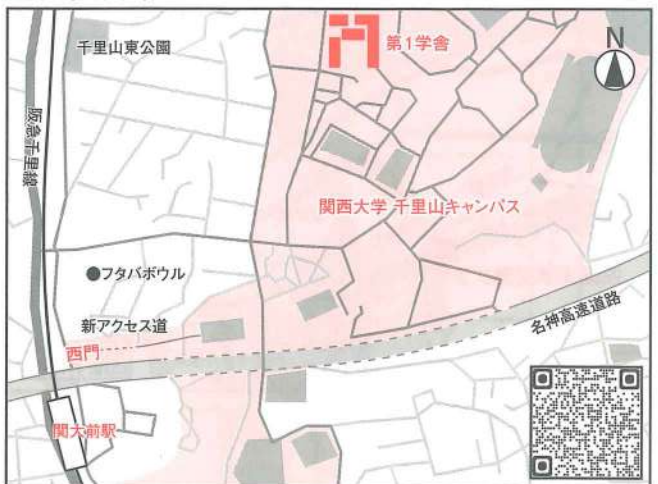 千里山東公園
第1学舎
N
阪急千里線
関西大学 千里山キャンパス
●フタバボウル
新アクセス道
西門
名神高速道路
関大前駅